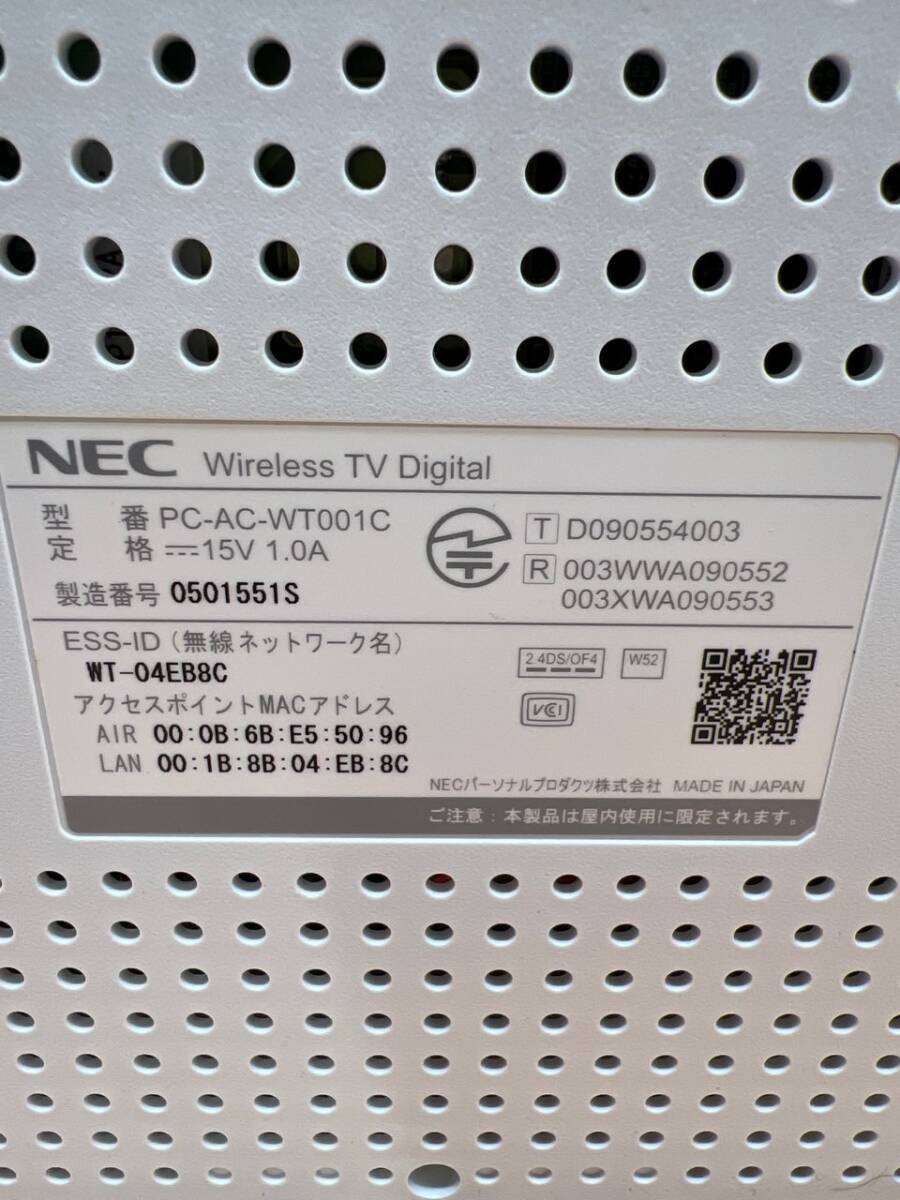 NEC Wireless TV Digital
型 番 PC-AC-WT001C
定 格 ⎓15V 1.0A
製造番号 0501551S
T D090554003
R 003WWA090552
003XWA090553
ESS-ID (無線ネットワーク名)
WT-04EB8C
アクセスポイントMACアドレス
AIR 00:0B:6B:E5:50:96
LAN 00:1B:8B:04:EB:8C
2.4DS/OF4 W52
VCI
NECパーソナルプロダクツ株式会社 MADE IN JAPAN
ご注意:本製品は屋内使用に限定されます。